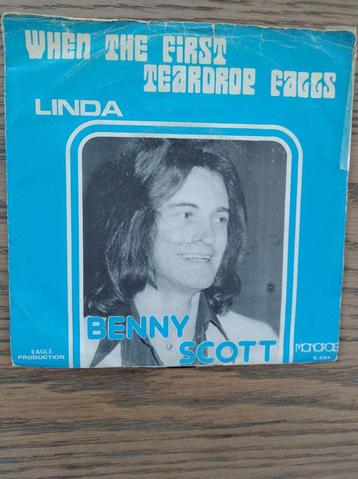 WHEN THE FIRST
TEARDROP FALLS
LINDA
BENNY
SCOTT
EAGLE
PRODUCTION
MONOPOLE